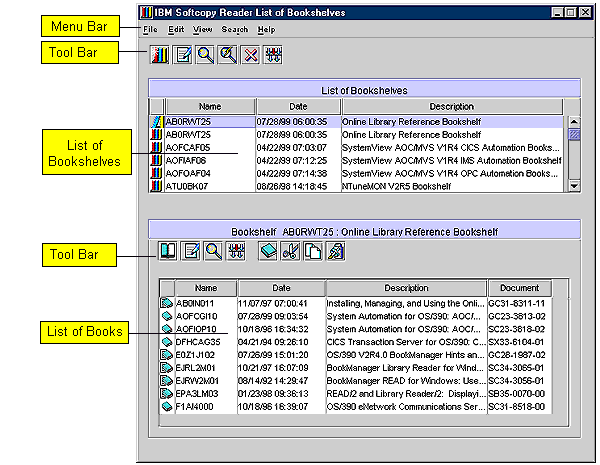 IBM Softcopy Reader List of Bookshelves
Menu Bar
File Edit View Search Help
Tool Bar
List of Bookshelves
Name Date Description
AB0RWT25 07/28/99 06:00:35 Online Library Reference Bookshelf
AB0RWT25 07/28/99 06:00:35 Online Library Reference Bookshelf
AOFCAF05 04/22/99 07:03:07 SystemView AOC/MVS V1R4 CICS Automation Books...
AOFIAF06 04/22/99 07:12:25 SystemView AOC/MVS V1R4 IMS Automation Bookshelf
AOFOAF04 04/22/99 07:14:38 SystemView AOC/MVS V1R4 OPC Automation Books...
ATU0BK07 08/26/98 14:18:45 NTuneMON V2R5 Bookshelf
List of
Bookshelves
Bookshelf AB0RWT25 : Online Library Reference Bookshelf
Tool Bar
Name Date Description Document
AB0IN011 11/07/97 07:00:41 Installing, Managing, and Using the Onli... GC31-8311-11
AOFCGI10 07/28/99 09:03:54 System Automation for OS/390: AOC/... GC23-3813-02
AOFIOP10 10/18/96 16:34:32 System Automation for OS/390: AOC/... SC23-3818-02
DFHCAG35 04/21/94 09:26:10 CICS Transaction Server for OS/390: C... SX33-6104-01
E0Z1J102 07/26/99 15:01:20 OS/390 V2R4.0 BookManager Hints an... GC28-1987-02
EJRL2M01 10/21/97 16:07:09 BookManager Library Reader for Wind... SC34-3065-01
EJRW2M01 08/14/92 14:29:47 BookManager READ for Windows: Use... SC34-3056-01
EPA3LM03 01/23/98 09:36:13 READ/2 and Library Reader/2: Displayi... SB35-0070-00
F1AI4000 10/18/96 16:39:07 OS/390 eNetwork Communications Ser... SC31-8518-00
List of Books